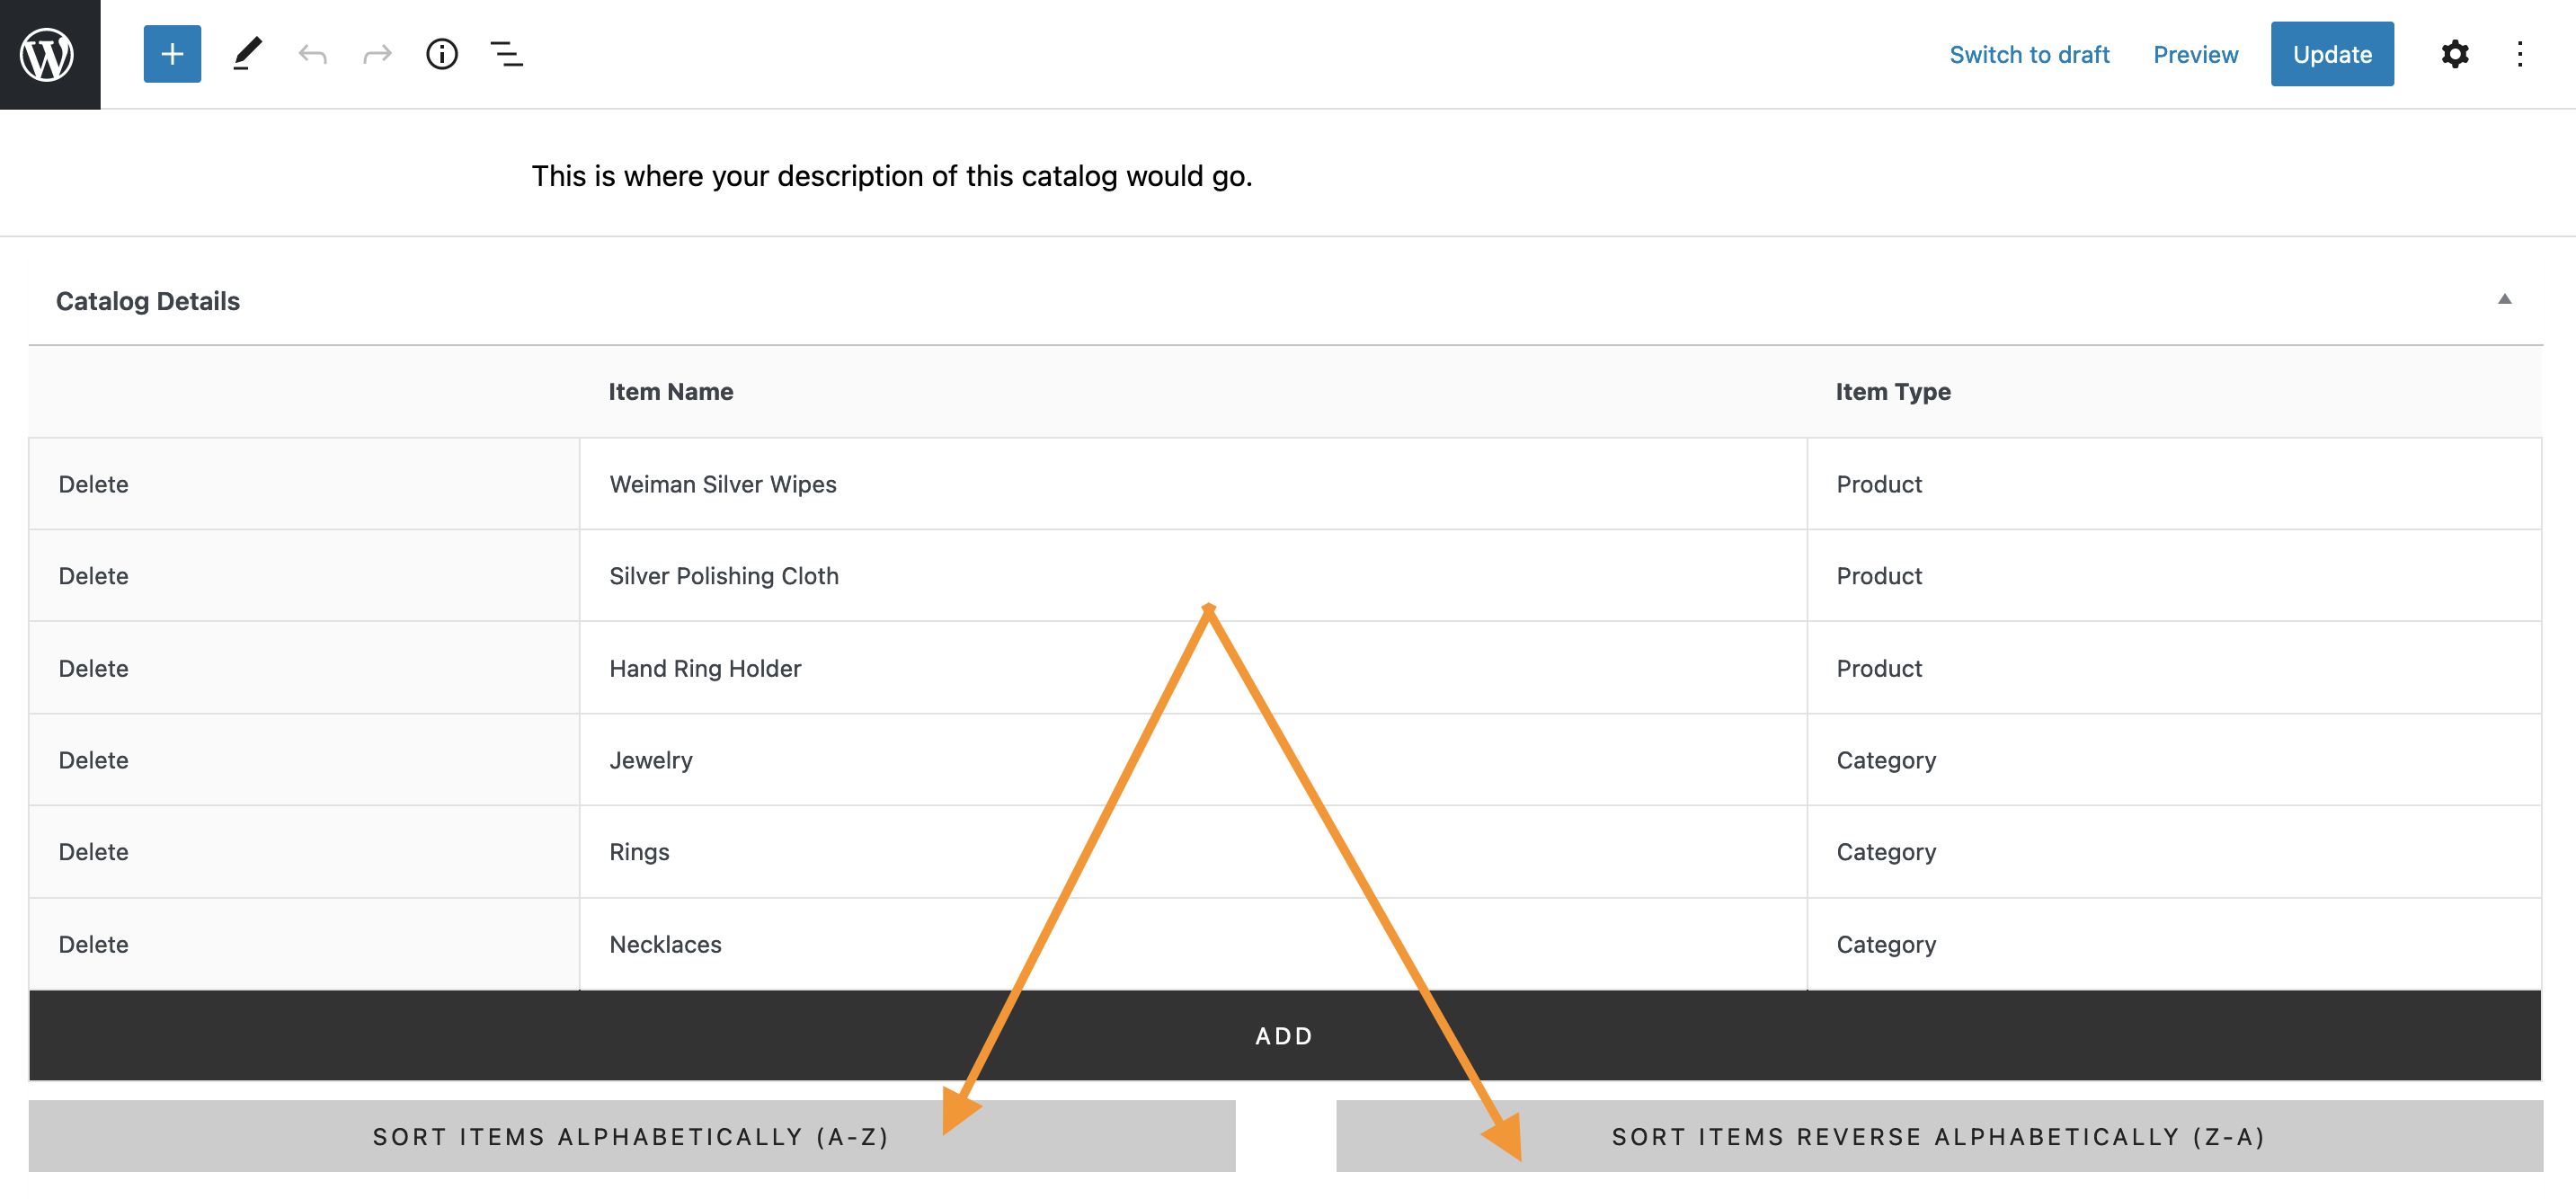 Switch to draft Preview Update
This is where your description of this catalog would go.
Catalog Details
Item Name Item Type
Delete Weiman Silver Wipes Product
Delete Silver Polishing Cloth Product
Delete Hand Ring Holder Product
Delete Jewelry Category
Delete Rings Category
Delete Necklaces Category
ADD
SORT ITEMS ALPHABETICALLY (A-Z) SORT ITEMS REVERSE ALPHABETICALLY (Z-A)